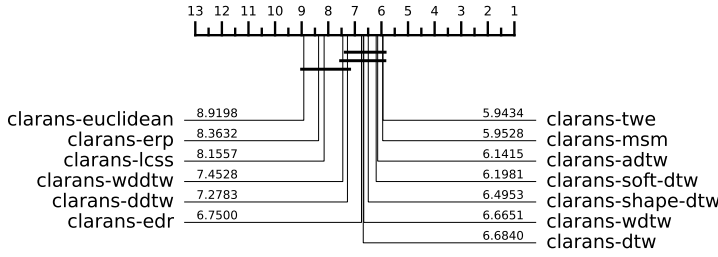 13 12 11 10 9 8 7 6 5 4 3 2 1
clarans-euclidean 8.9198 5.9434 clarans-twe
clarans-erp 8.3632 5.9528 clarans-msm
clarans-lcss 8.1557 6.1415 clarans-adtw
clarans-wddtw 7.4528 6.1981 clarans-soft-dtw
clarans-ddtw 7.2783 6.4953 clarans-shape-dtw
clarans-edr 6.7500 6.6651 clarans-wdtw
6.6840 clarans-dtw